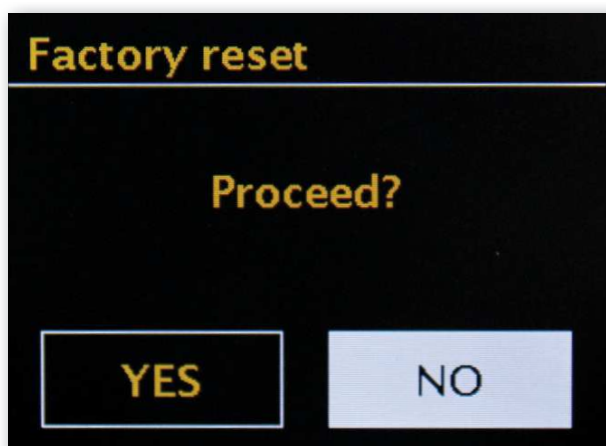 Factory reset
Proceed?
YES NO